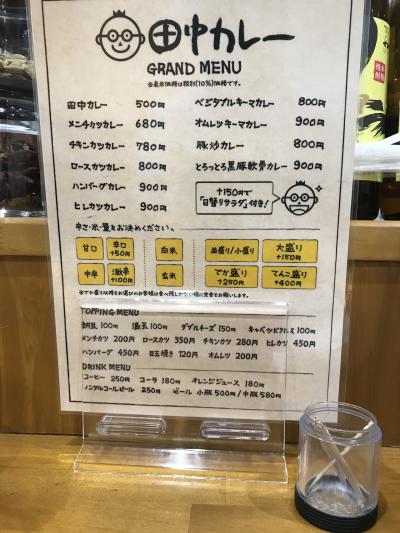 田中カレー
GRAND MENU
※表示価格は税別(10%)価格です。
田中カレー 500円
メンチカツカレー 680円
チキンカツカレー 780円
ロースカツカレー 800円
ハンバーグカレー 900円
ヒレカツカレー 900円
ベジタブルキーマカレー 800円
オムレツキーマカレー 900円
豚炒カレー 800円
とろっとろ黒豚軟骨カレー 900円
+150円で
「日替りサラダ」付き!
辛さ・米・量をお決めください。
甘口 辛口 +50円 白米 並盛り/小盛り 大盛り +150円
中辛 激辛 +100円 玄米 でか盛り +250円 てんこ盛り +400円
TOPPING MENU
納豆 100円 温玉 100円 ダブルチーズ 150円 キャベツピクルス 100円
メンチカツ 200円 ロースカツ 350円 チキンカツ 280円 ヒレカツ 450円
ハンバーグ 450円 目玉焼き 120円 オムレツ 200円
DRINK MENU
コーヒー 250円 コーラ 180円 オレンジジュース 180円
ノンアルコールビール 250円 ビール 小瓶 500円/中瓶 580円